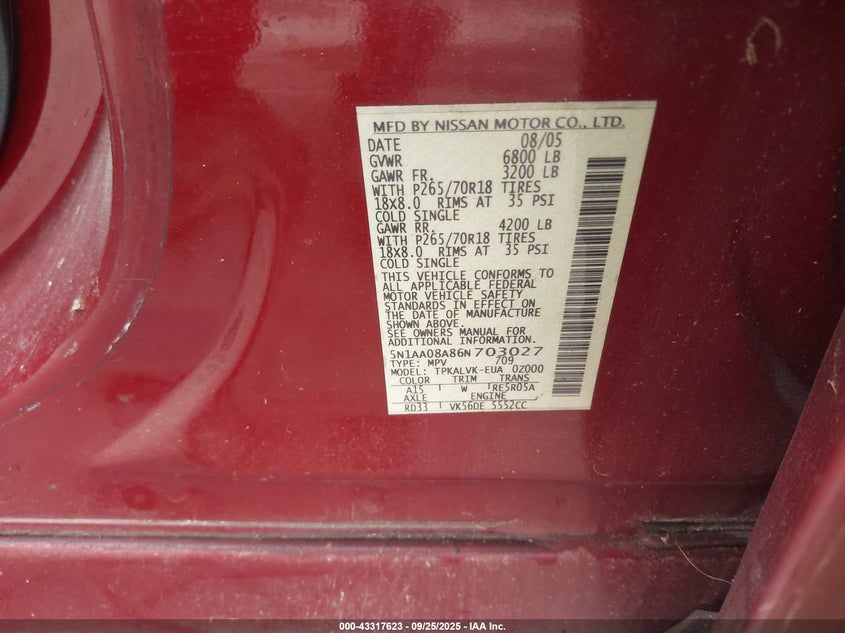 MFD BY NISSAN MOTOR CO., LTD.
DATE 08/05
GVWR 6800 LB
GAWR FR. 3200 LB
WITH P265/70R18 TIRES
18X8.0 RIMS AT 35 PSI
COLD SINGLE
GAWR RR. 4200 LB
WITH P265/70R18 TIRES
18X8.0 RIMS AT 35 PSI
COLD SINGLE
THIS VEHICLE CONFORMS TO
ALL APPLICABLE FEDERAL
MOTOR VEHICLE SAFETY
STANDARDS IN EFFECT ON
THE DATE OF MANUFACTURE
SHOWN ABOVE.
SEE OWNERS MANUAL FOR
ADDITIONAL INFORMATION.
5N1AA08A86N703027
TYPE: MPV 709
MODEL: TPKALVK-EUA 0Z000
COLOR TRIM TRANS
A15 W RE5R05A
AXLE ENGINE
RD33 VK56DE 5552CC
000-43317623 - 09/25/2025 - IAA Inc.